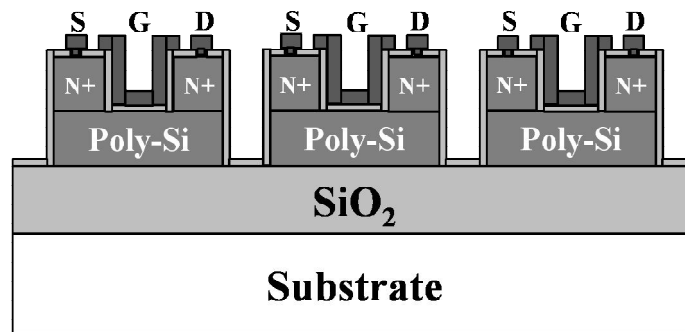 S G D S G D S G D
N+ N+ N+ N+ N+ N+
Poly-Si Poly-Si Poly-Si
SiO₂
Substrate